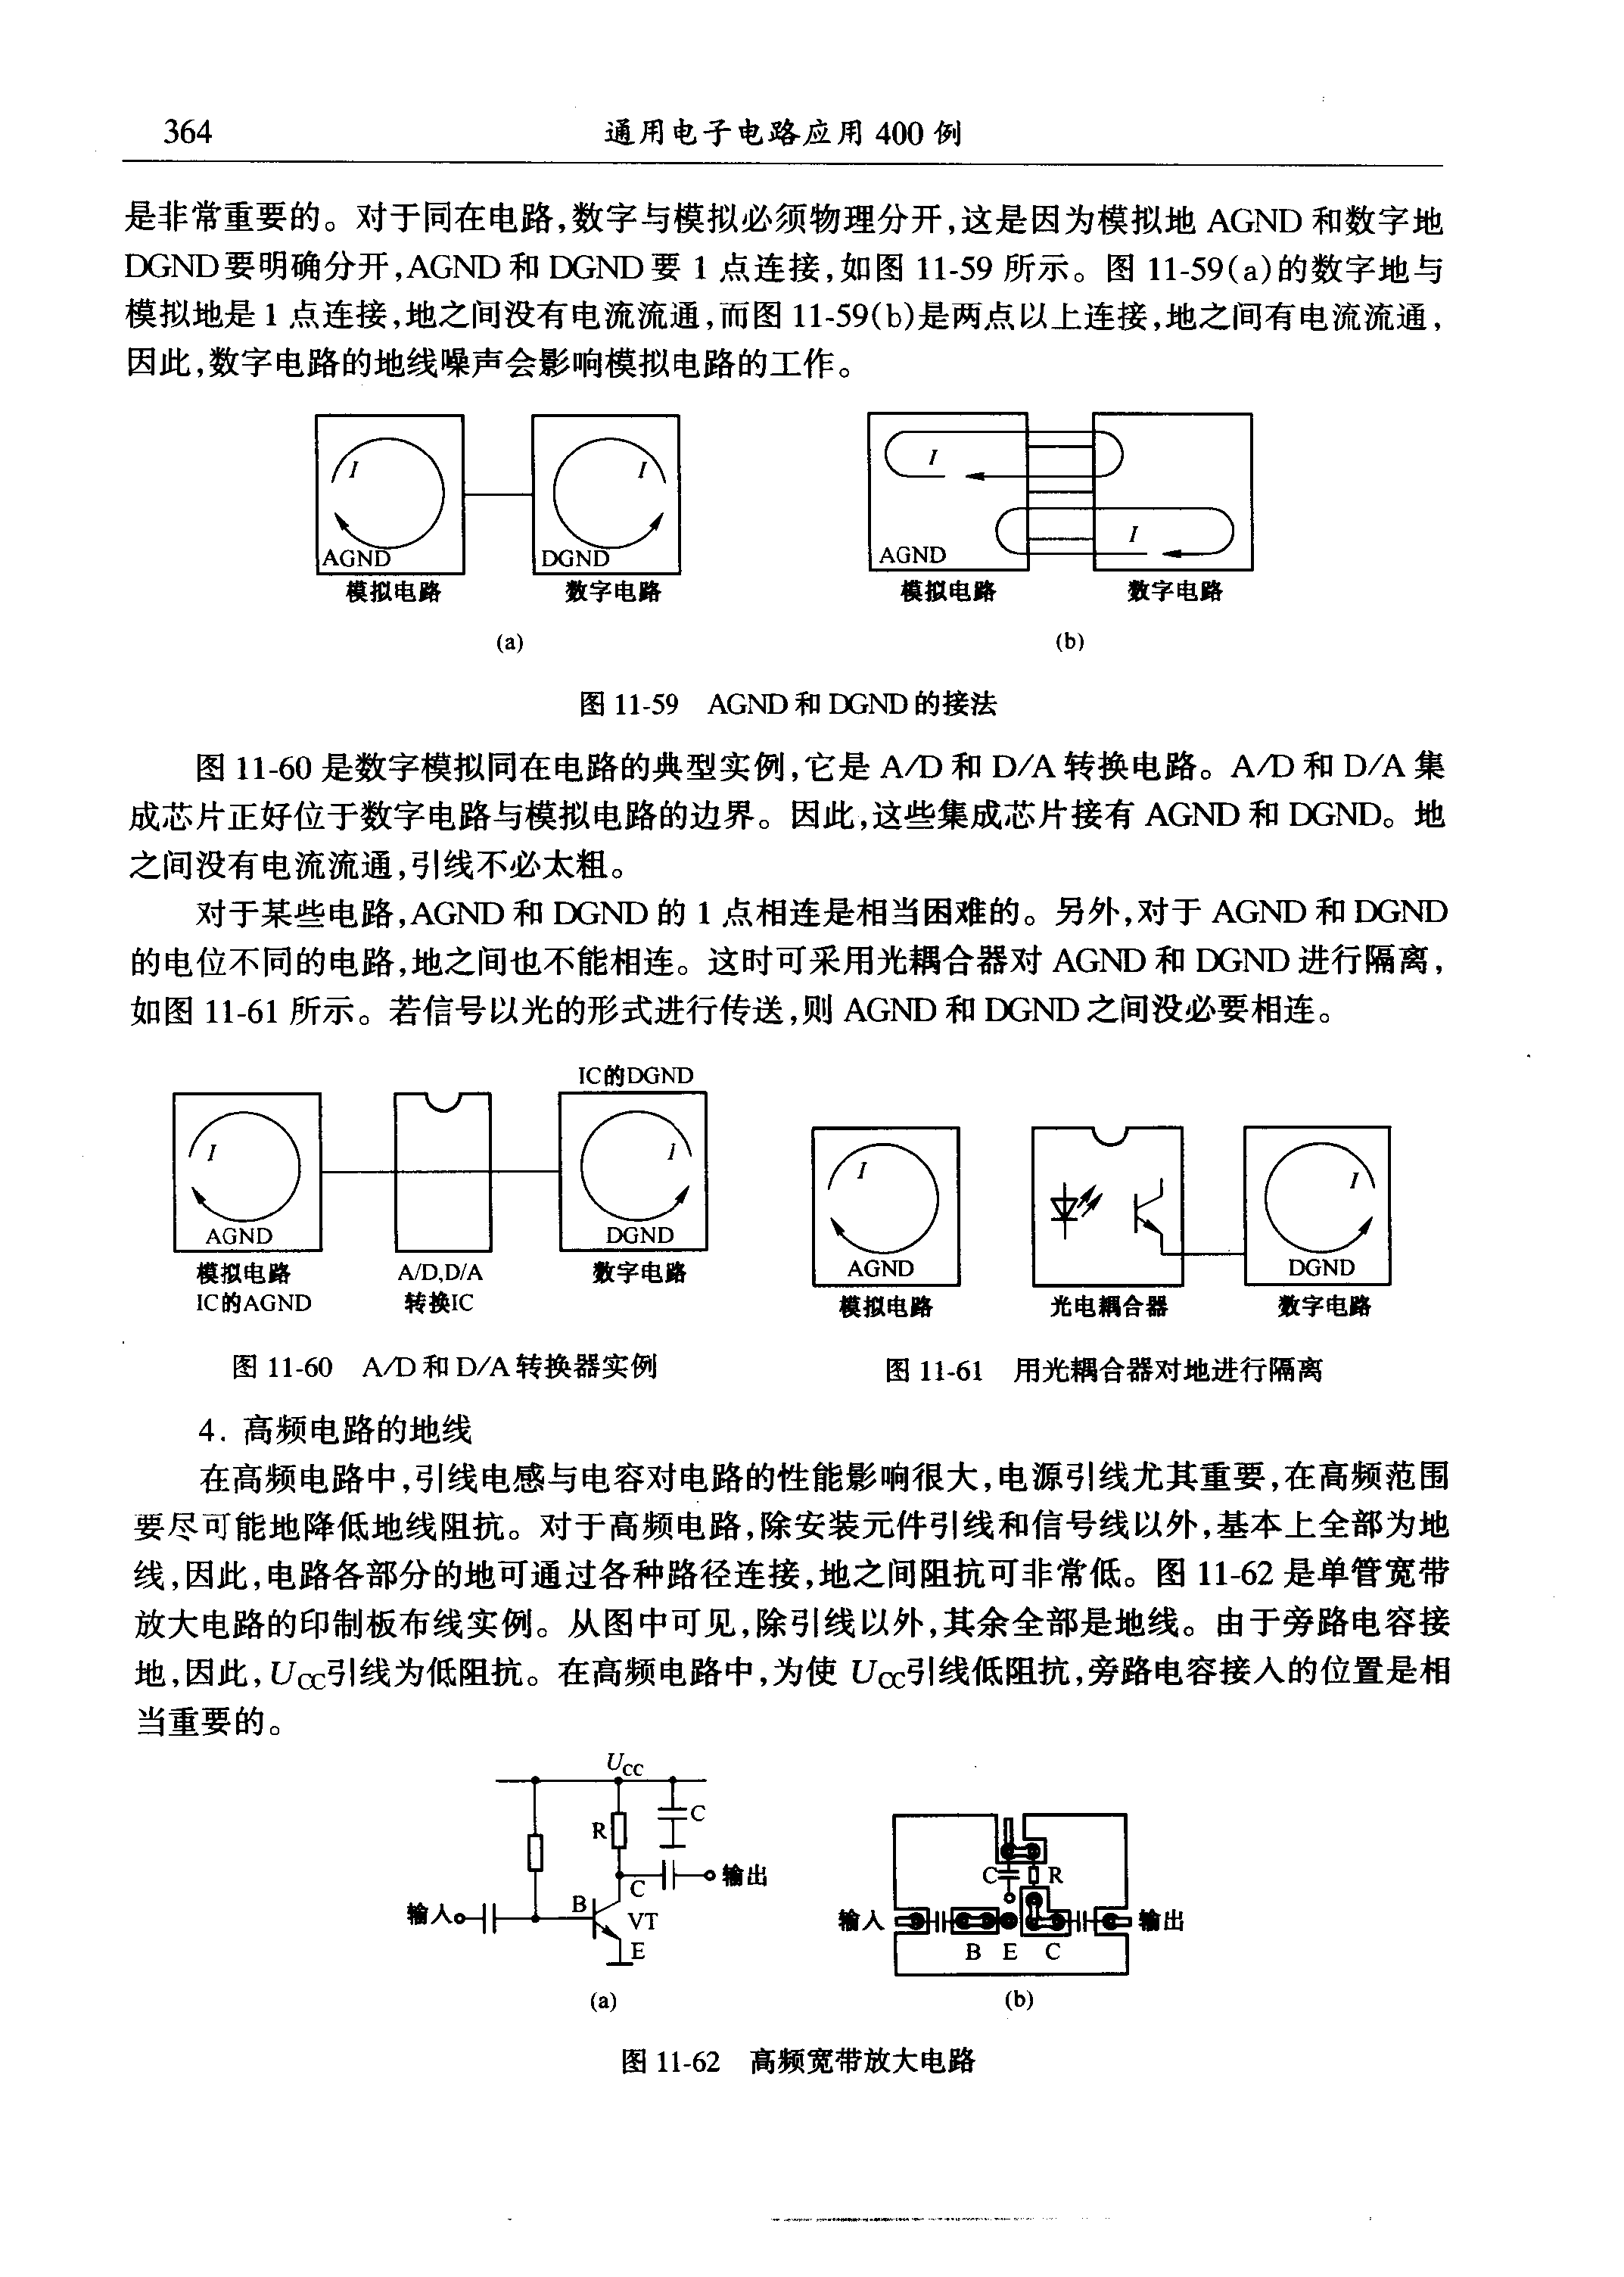 364
通用电子电路应用 400 例
是非常重要的。对于同在电路,数字与模拟必须物理分开,这是因为模拟地 AGND 和数字地
DGND要明确分开,AGND 和 DGND 要 1 点连接,如图 11-59 所示。图 11-59(a)的数字地与
模拟地是 1 点连接,地之间没有电流流通,而图 11-59(b)是两点以上连接,地之间有电流流通,
因此,数字电路的地线噪声会影响模拟电路的工作。
I
AGND
模拟电路
I
DGND
数字电路
(a)
I
AGND
模拟电路
I
数字电路
(b)
图 11-59 AGND 和 DGND 的接法
图 11-60 是数字模拟同在电路的典型实例,它是 A/D 和 D/A 转换电路。A/D 和 D/A 集
成芯片正好位于数字电路与模拟电路的边界。因此,这些集成芯片接有 AGND 和 DGND。地
之间没有电流流通,引线不必太粗。
对于某些电路,AGND 和 DGND 的 1 点相连是相当困难的。另外,对于 AGND 和 DGND
的电位不同的电路,地之间也不能相连。这时可采用光耦合器对 AGND 和 DGND 进行隔离,
如图 11-61 所示。若信号以光的形式进行传送,则 AGND 和 DGND 之间没必要相连。
I
AGND
模拟电路
IC的AGND
A/D,D/A
转换IC
IC的DGND
I
DGND
数字电路
图 11-60 A/D 和 D/A 转换器实例
I
AGND
模拟电路
光电耦合器
I
DGND
数字电路
图 11-61 用光耦合器对地进行隔离
4. 高频电路的地线
在高频电路中,引线电感与电容对电路的性能影响很大,电源引线尤其重要,在高频范围
要尽可能地降低地线阻抗。对于高频电路,除安装元件引线和信号线以外,基本上全部为地
线,因此,电路各部分的地可通过各种路径连接,地之间阻抗可非常低。图 11-62 是单管宽带
放大电路的印制板布线实例。从图中可见,除引线以外,其余全部是地线。由于旁路电容接
地,因此,UCC引线为低阻抗。在高频电路中,为使 UCC引线低阻抗,旁路电容接入的位置是相
当重要的。
UCC
R
C
C
输出
输入
B
VT
E
(a)
C
R
输入
输出
B E C
(b)
图 11-62 高频宽带放大电路